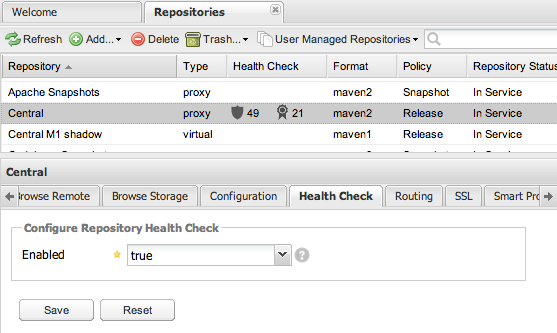 Welcome Repositories
Refresh Add... Delete Trash... User Managed Repositories
Repository Type Health Check Format Policy Repository Status
Apache Snapshots proxy maven2 Snapshot In Service
Central proxy 49 21 maven2 Release In Service
Central M1 shadow virtual maven1 Release In Service
Central
Browse Remote Browse Storage Configuration Health Check Routing SSL Smart Pro
Configure Repository Health Check
Enabled true ?
Save Reset